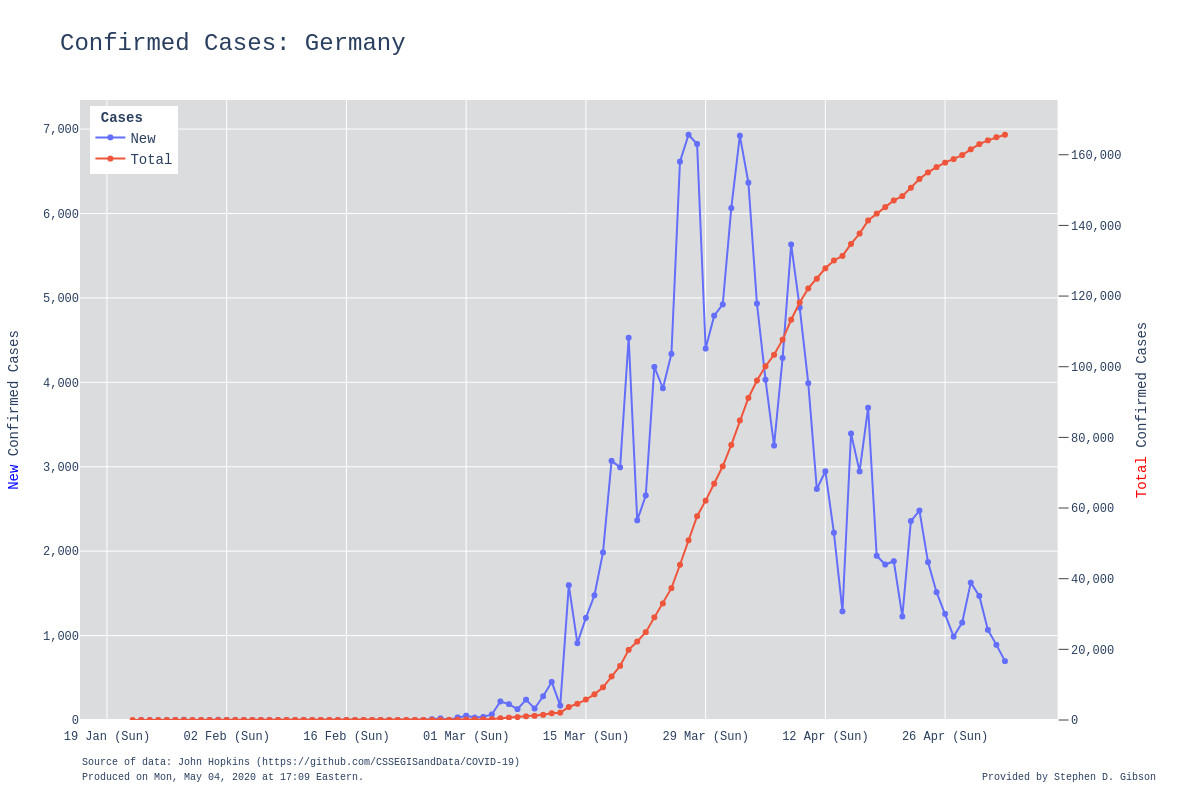 Confirmed Cases: Germany
Cases
New
Total
7,000
6,000
5,000
4,000
3,000
2,000
1,000
0
New Confirmed Cases
160,000
140,000
120,000
100,000
80,000
60,000
40,000
20,000
0
Total Confirmed Cases
19 Jan (Sun) 02 Feb (Sun) 16 Feb (Sun) 01 Mar (Sun) 15 Mar (Sun) 29 Mar (Sun) 12 Apr (Sun) 26 Apr (Sun)
Source of data: John Hopkins (https://github.com/CSSEGISandData/COVID-19)
Produced on Mon, May 04, 2020 at 17:09 Eastern.
Provided by Stephen D. Gibson